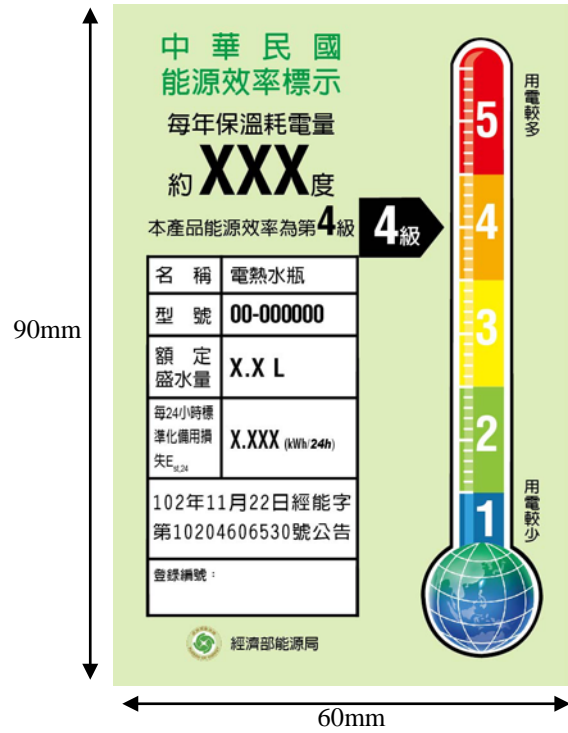 中華民國
能源效率標示
每年保溫耗電量
約XXX度
本產品能源效率為第4級
4級
名稱 電熱水瓶
型號 00-000000
額定
盛水量 X.X L
每24小時標
準化備用損
失E st,24 X.XXX (kWh/24h)
102年11月22日經能字
第10204606530號公告
登錄編號：
經濟部能源局
用電較多
5
4
3
2
1
用電較少
90mm
60mm